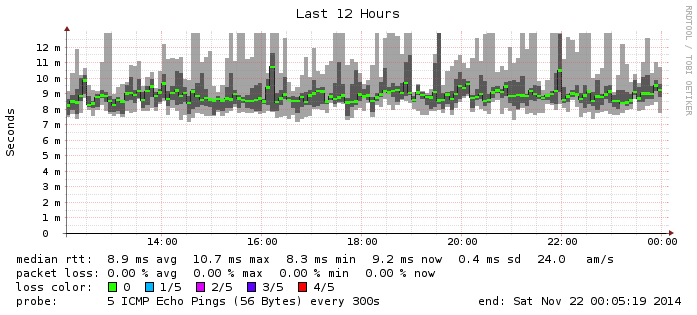 Last 12 Hours
RRDTOOL / TOBI OETIKER
Seconds
12 m
11 m
10 m
9 m
8 m
7 m
6 m
5 m
4 m
3 m
2 m
1 m
0
14:00 16:00 18:00 20:00 22:00 00:00
median rtt: 8.9 ms avg 10.7 ms max 8.3 ms min 9.2 ms now 0.4 ms sd 24.0 am/s
packet loss: 0.00 % avg 0.00 % max 0.00 % min 0.00 % now
loss color: 0 1/5 2/5 3/5 4/5
probe: 5 ICMP Echo Pings (56 Bytes) every 300s end: Sat Nov 22 00:05:19 2014